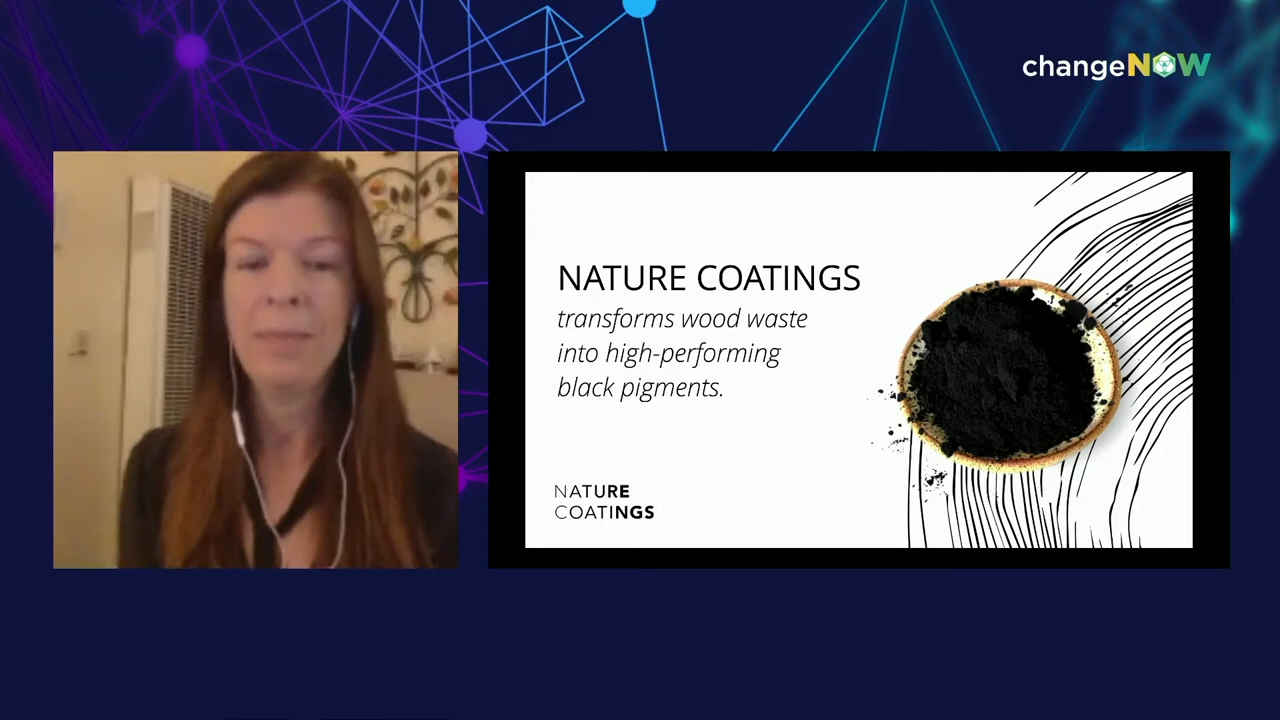 changeNOW
NATURE COATINGS
transforms wood waste
into high-performing
black pigments.
NATURE
COATINGS